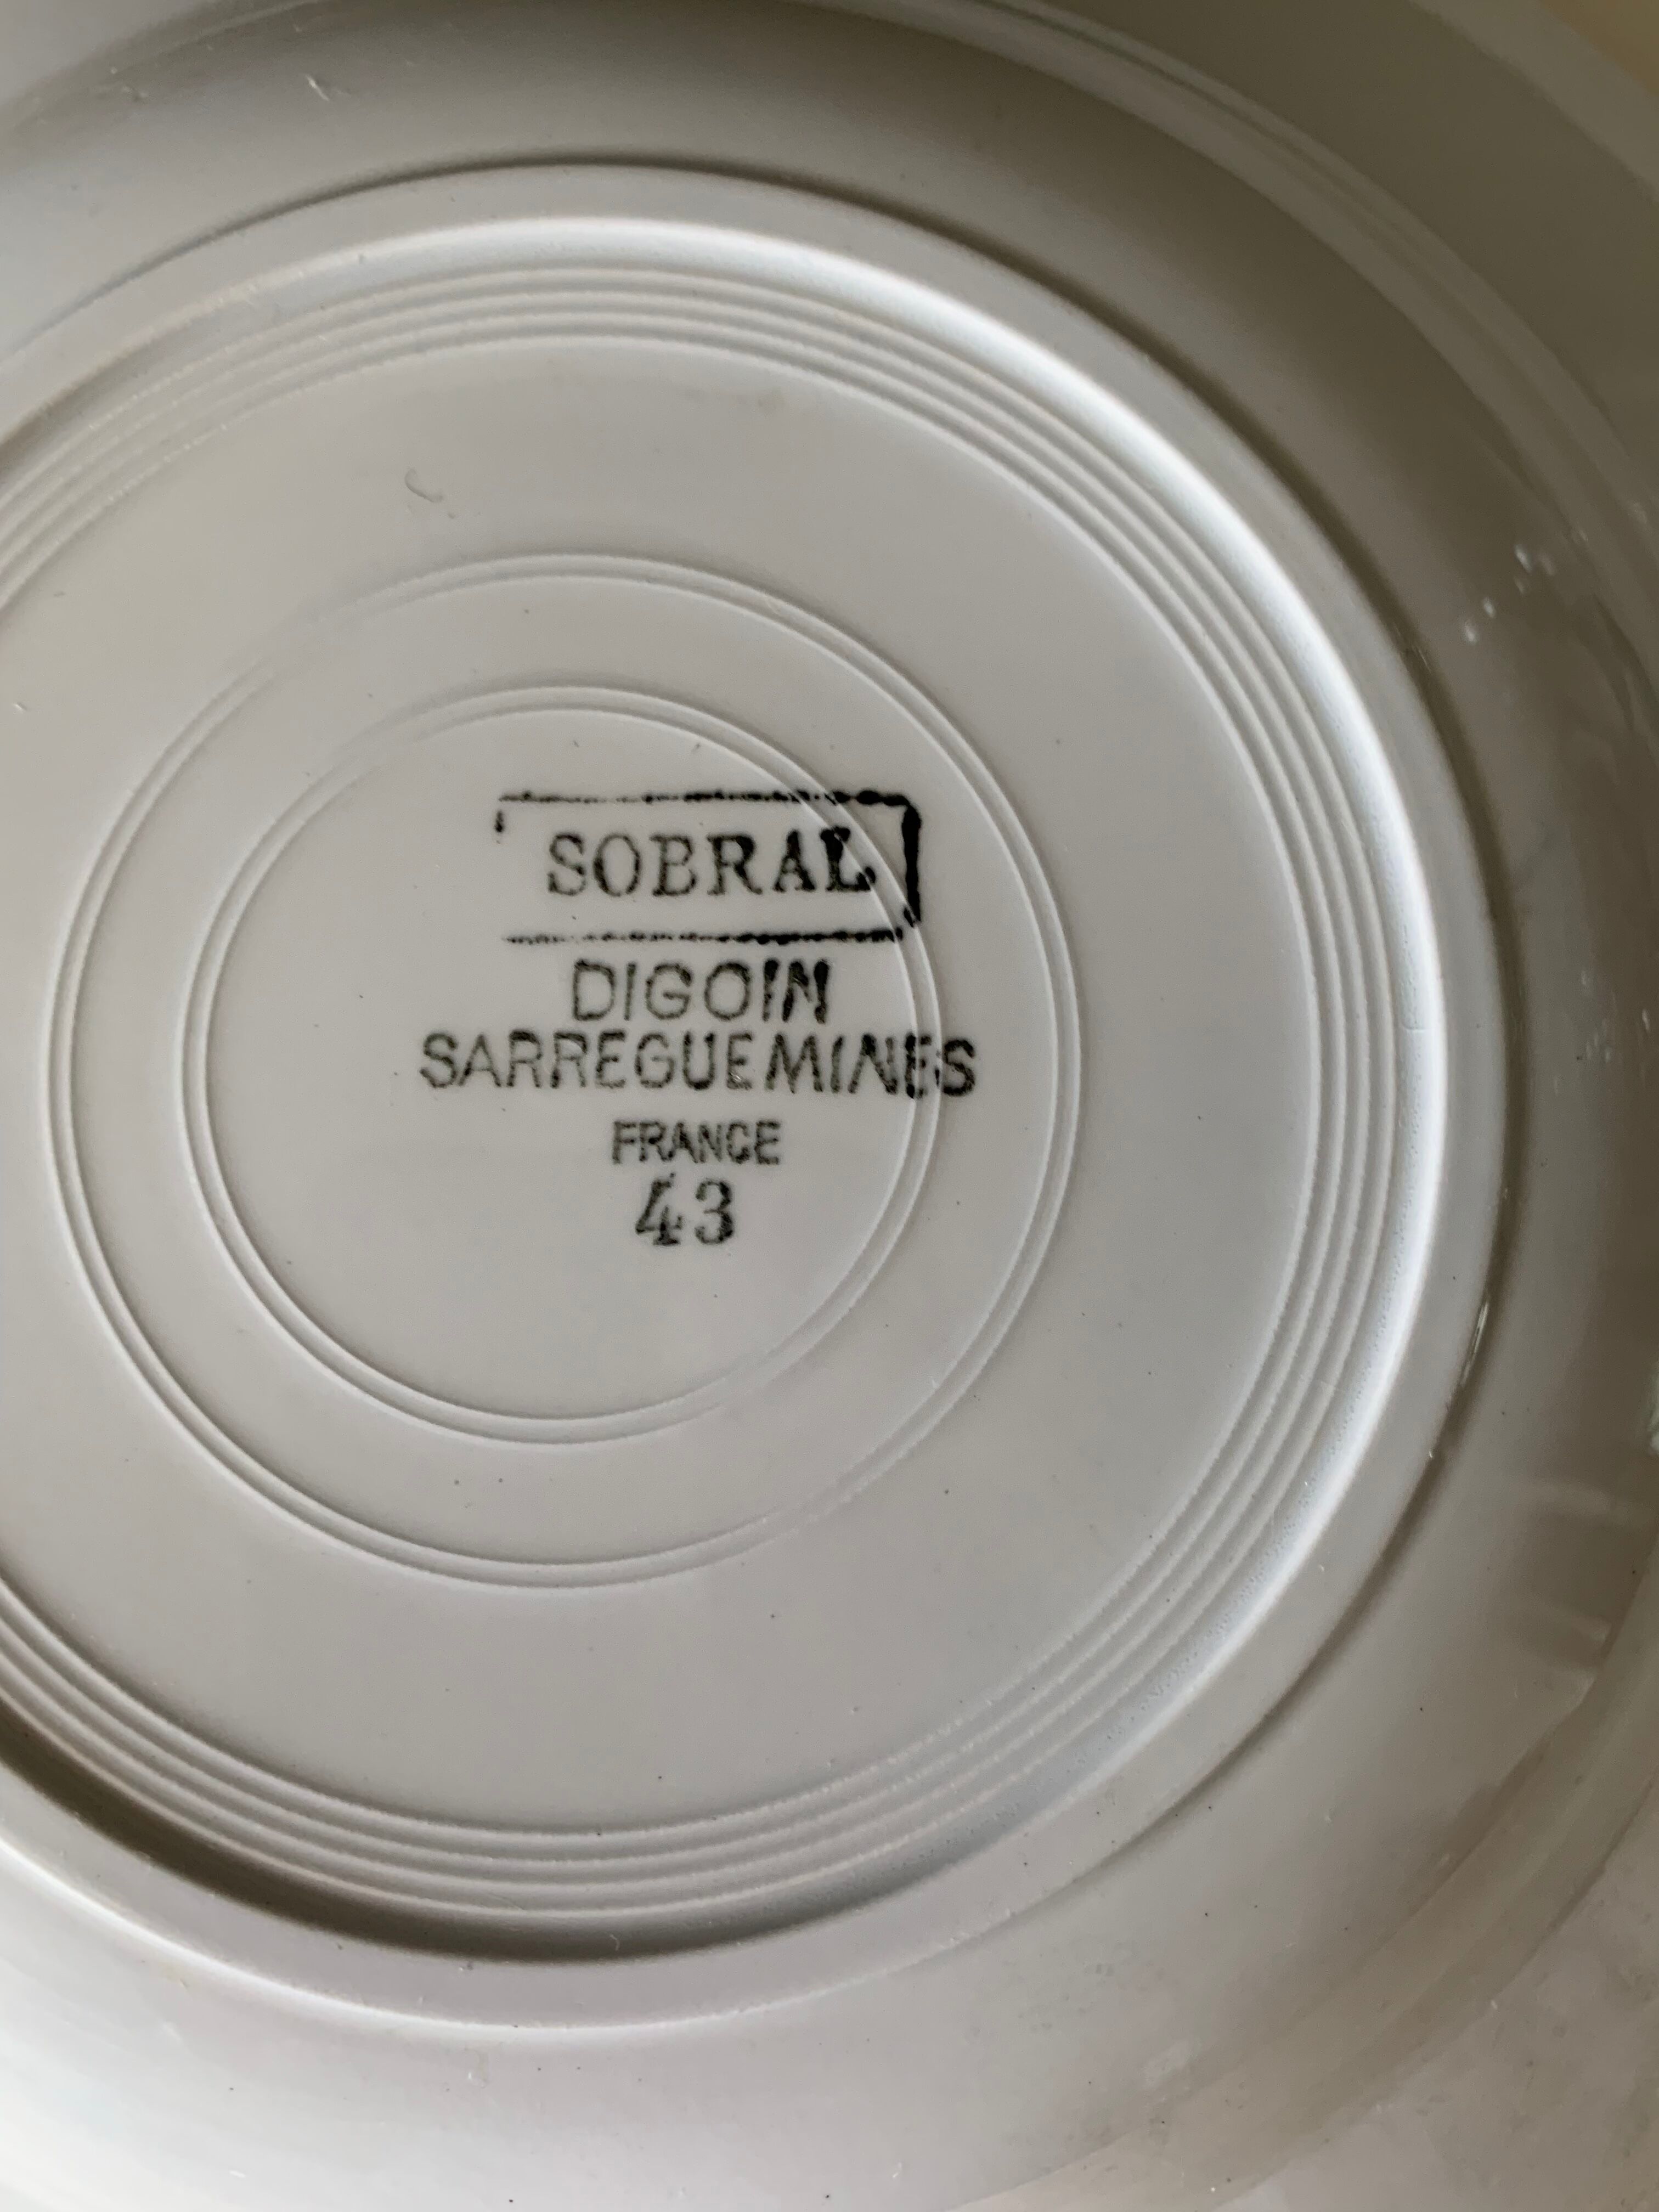 SOBRAL
DIGOIN
SARREGUEMINES
FRANCE
43